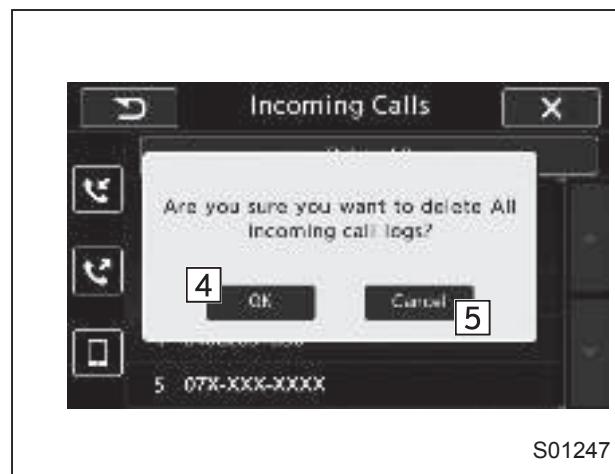 Incoming Calls
Are you sure you want to delete All
incoming call logs?
4
OK
Cancel
5
5 07X-XXX-XXXX
S01247